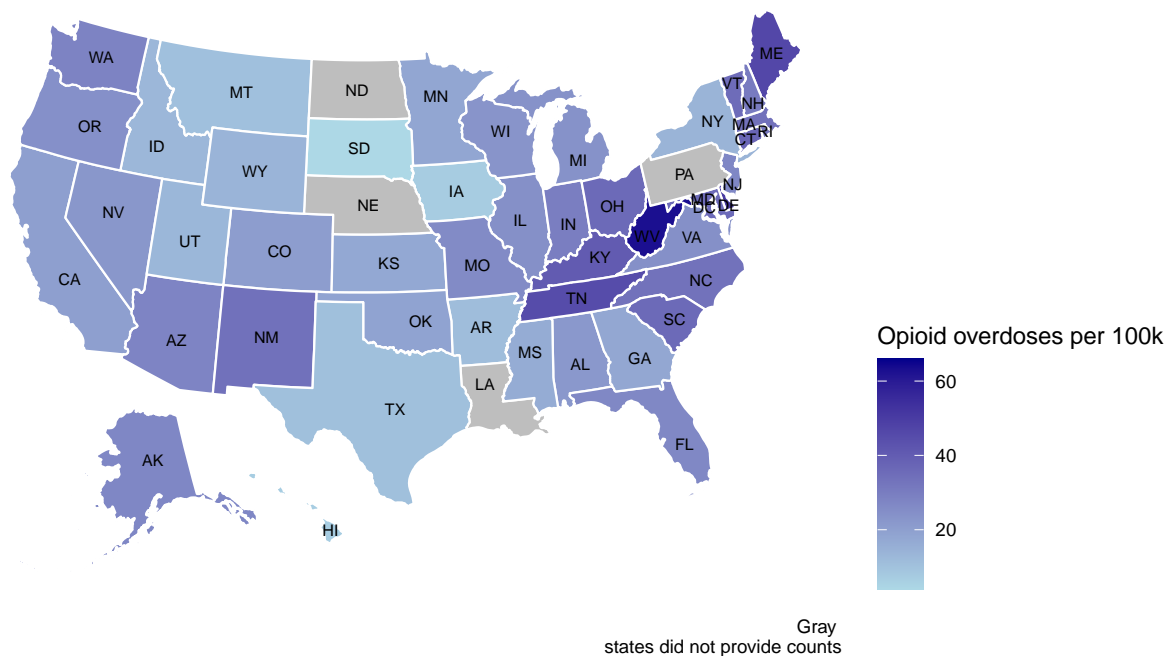 ME
WA
VT
MT
ND
MN
NH
OR
NY
MA
RI
WI
CT
ID
SD
MI
WY
PA
IA
NJ
MD
NE
OH
DE
DC
NV
IL
IN
WV
VA
UT
CO
KY
KS
MO
CA
NC
TN
SC
OK
AR
NM
AZ
MS
GA
AL
LA
TX
FL
AK
HI
Opioid overdoses per 100k
60
40
20
Gray
states did not provide counts